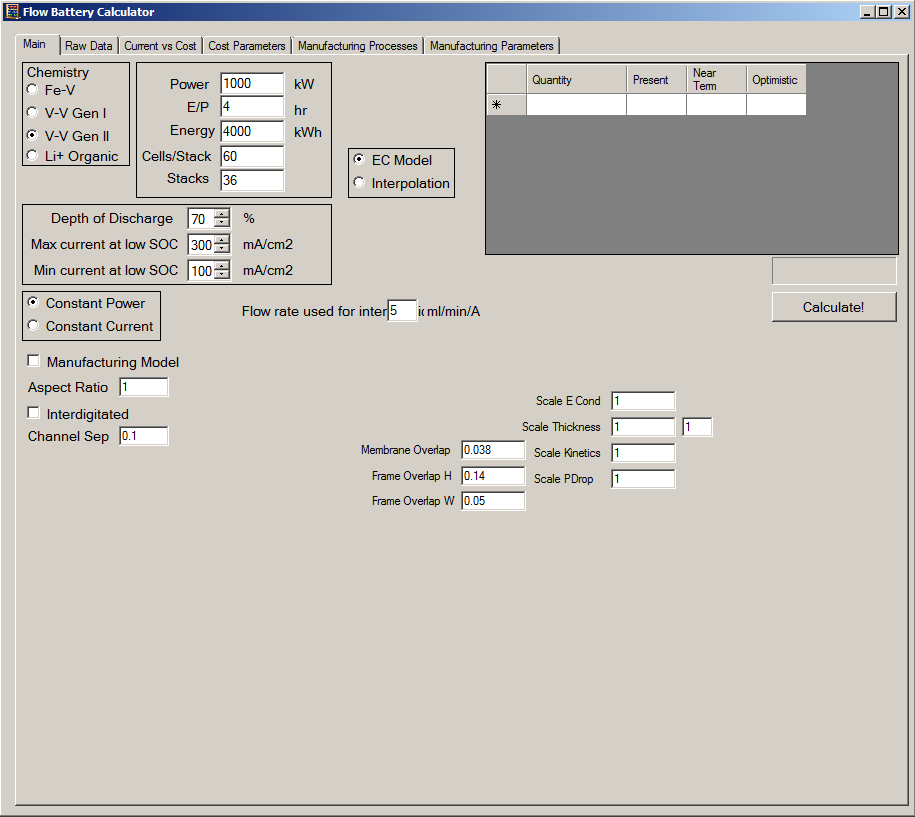 Flow Battery Calculator
Main Raw Data Current vs Cost Cost Parameters Manufacturing Processes Manufacturing Parameters
Chemistry
Fe-V
V-V Gen I
V-V Gen II
Li+ Organic
Power 1000 kW
E/P 4 hr
Energy 4000 kWh
Cells/Stack 60
Stacks 36
EC Model
Interpolation
Quantity Present Near Term Optimistic
*
Depth of Discharge 70 %
Max current at low SOC 300 mA/cm2
Min current at low SOC 100 mA/cm2
Constant Power
Constant Current
Flow rate used for inter 5 ml/min/A
Calculate!
Manufacturing Model
Aspect Ratio 1
Interdigitated
Channel Sep 0.1
Membrane Overlap 0.038
Frame Overlap H 0.14
Frame Overlap W 0.05
Scale E Cond 1
Scale Thickness 1 1
Scale Kinetics 1
Scale PDrop 1